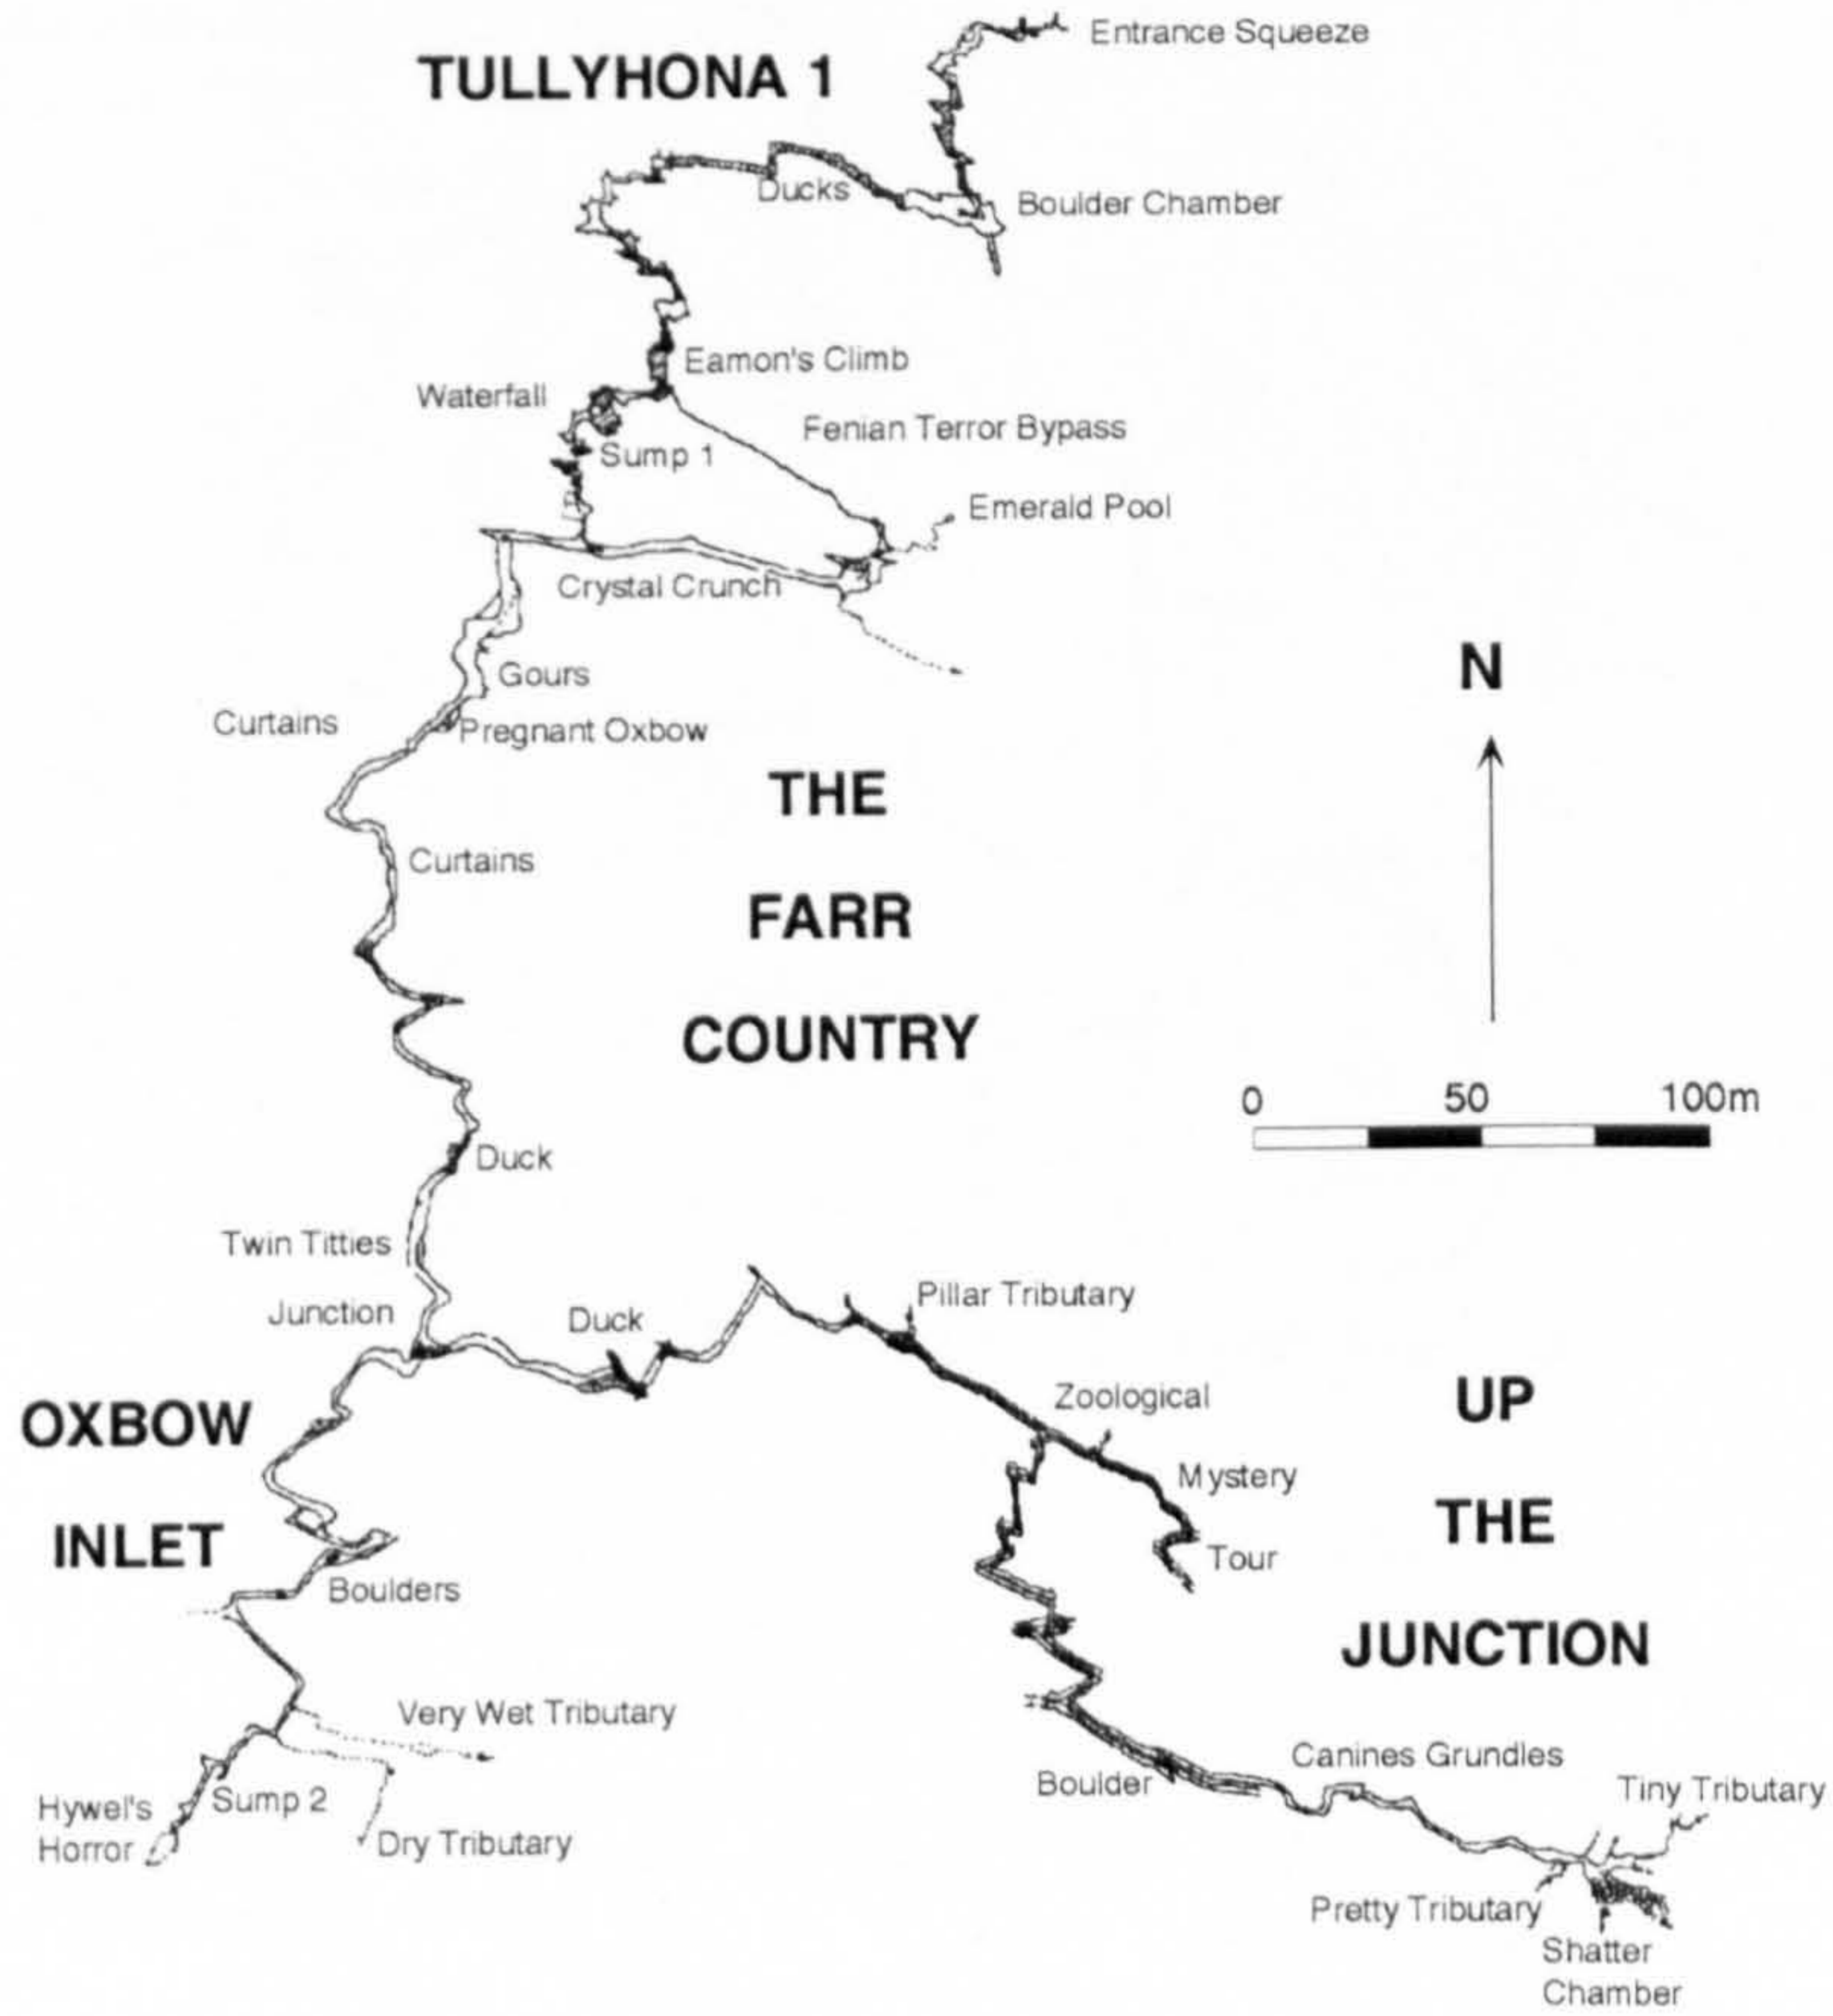 Entrance Squeeze
TULLYHONA 1
Ducks
Boulder Chamber
Eamon's Climb
Waterfall
Fenian Terror Bypass
Sump 1
Emerald Pool
Crystal Crunch
N
Gours
Curtains
Pregnant Oxbow
THE
FARR
COUNTRY
Curtains
0 50 100m
Duck
Twin Titties
Junction
Duck
Pillar Tributary
Zoological
Mystery
Tour
UP
THE
JUNCTION
OXBOW
INLET
Boulders
Very Wet Tributary
Sump 2
Hywel's
Horror
Dry Tributary
Boulder
Canines Grundles
Tiny Tributary
Pretty Tributary
Shatter
Chamber